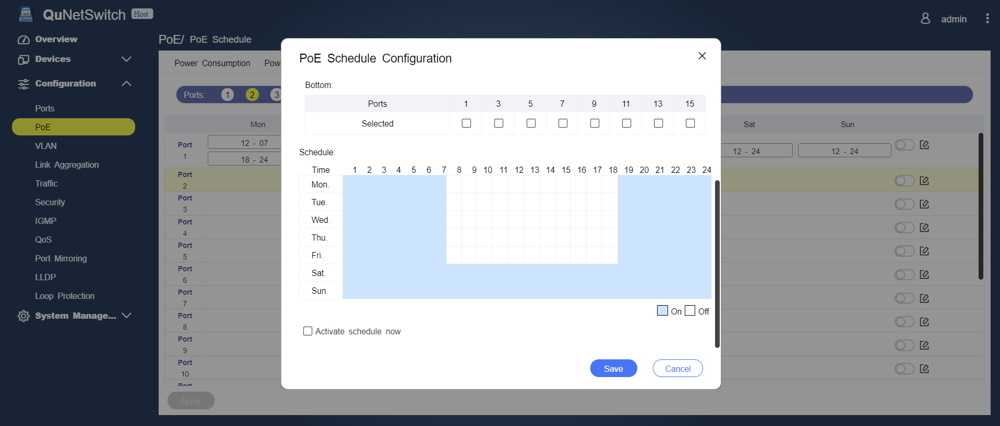 QuNetSwitch Host
admin
Overview
Devices
Configuration
Ports
PoE
VLAN
Link Aggregation
Traffic
Security
IGMP
QoS
Port Mirroring
LLDP
Loop Protection
System Manage...
PoE/ PoE Schedule
Power Consumption Pow
Ports: 1 2 3
Mon Sat Sun
Port
1
12 - 07
18 - 24
12 - 24 12 - 24
Port
2
Port
3
Port
4
Port
5
Port
6
Port
7
Port
8
Port
9
Port
10
Port
Apply
PoE Schedule Configuration
Bottom:
Ports 1 3 5 7 9 11 13 15
Selected
Schedule:
Time 1 2 3 4 5 6 7 8 9 10 11 12 13 14 15 16 17 18 19 20 21 22 23 24
Mon.
Tue.
Wed.
Thu.
Fri.
Sat.
Sun.
On Off
Activate schedule now
Save Cancel